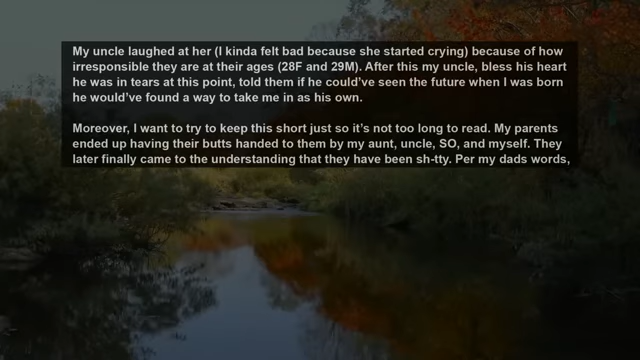 My uncle laughed at her (I kinda felt bad because she started crying) because of how
irresponsible they are at their ages (28F and 29M). After this my uncle, bless his heart
he was in tears at this point, told them if he could've seen the future when I was born
he would've found a way to take me in as his own.
Moreover, I want to try to keep this short just so it's not too long to read. My parents
ended up having their butts handed to them by my aunt, uncle, SO, and myself. They
later finally came to the understanding that they have been sh-tty. Per my dads words,